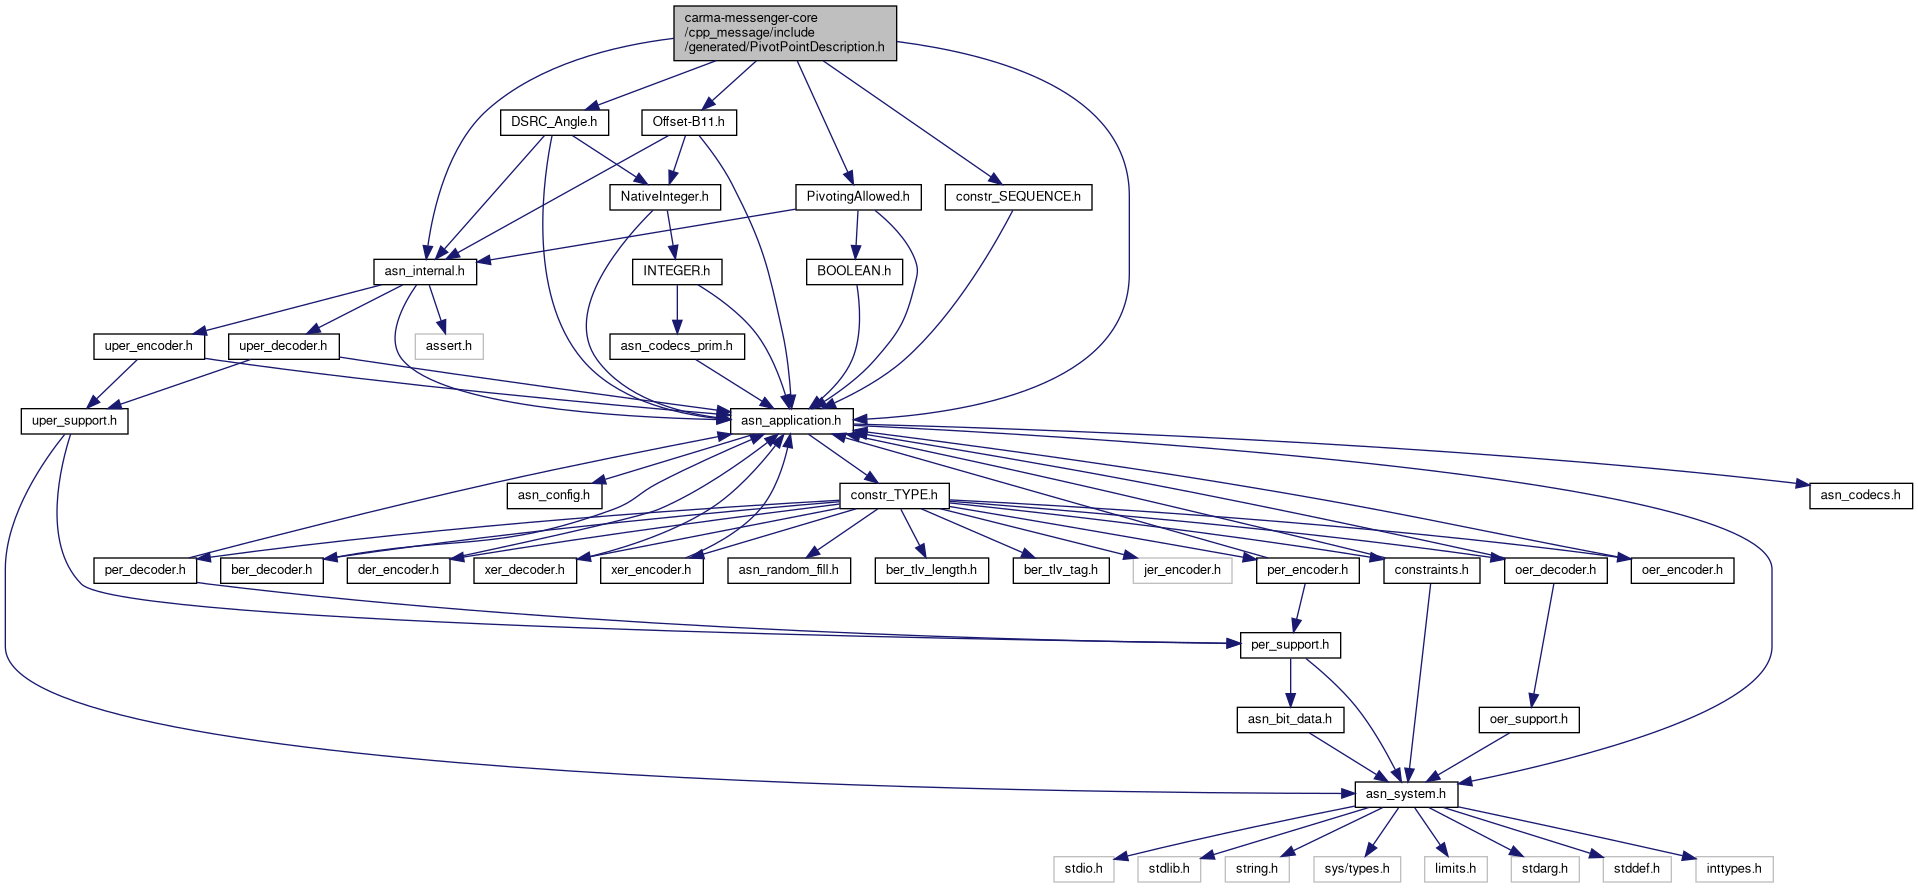 carma-messenger-core
/cpp_message/include
/generated/PivotPointDescription.h
DSRC_Angle.h
Offset-B11.h
NativeInteger.h
PivotingAllowed.h
constr_SEQUENCE.h
asn_internal.h
INTEGER.h
BOOLEAN.h
uper_encoder.h
uper_decoder.h
assert.h
asn_codecs_prim.h
uper_support.h
asn_application.h
asn_config.h
constr_TYPE.h
asn_codecs.h
per_decoder.h
ber_decoder.h
der_encoder.h
xer_decoder.h
xer_encoder.h
asn_random_fill.h
ber_tlv_length.h
ber_tlv_tag.h
jer_encoder.h
per_encoder.h
constraints.h
oer_decoder.h
oer_encoder.h
per_support.h
asn_bit_data.h
oer_support.h
asn_system.h
stdio.h
stdlib.h
string.h
sys/types.h
limits.h
stdarg.h
stddef.h
inttypes.h